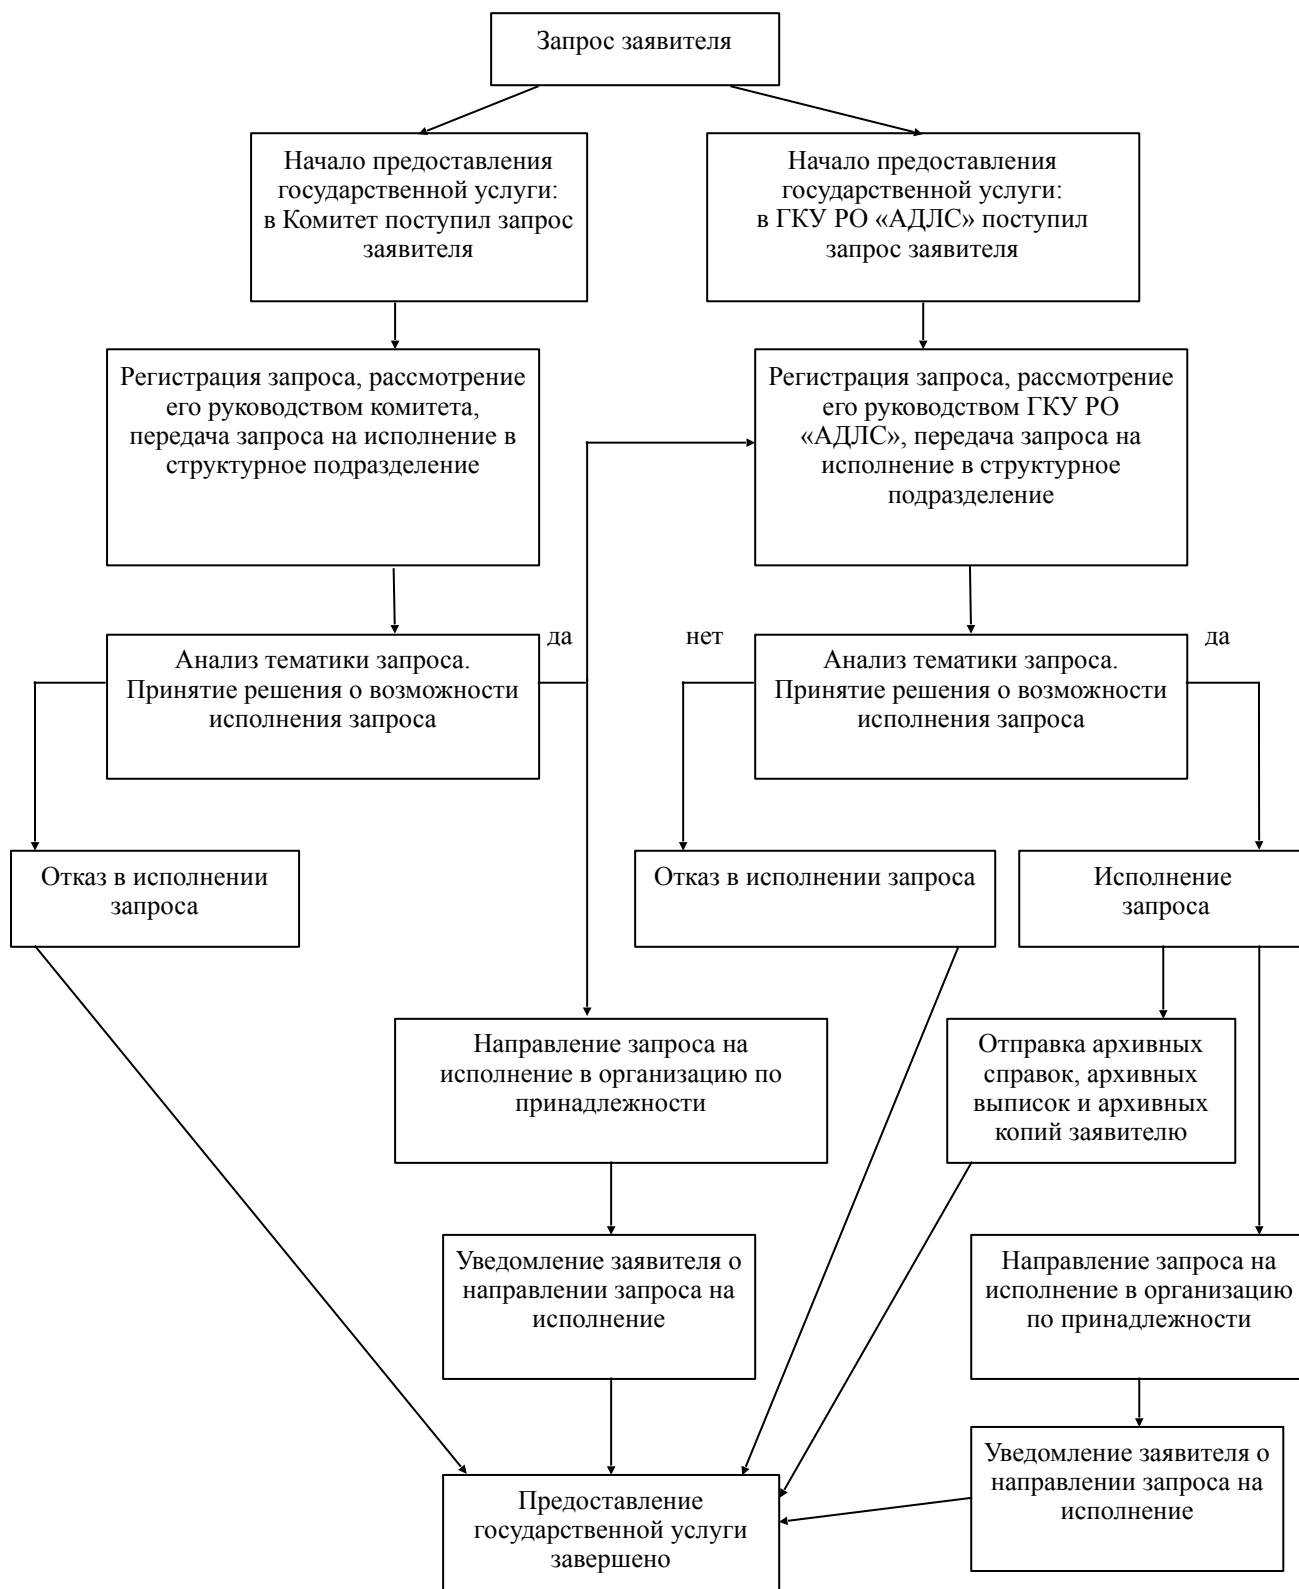 Запрос заявителя
Начало предоставления
государственной услуги:
в Комитет поступил запрос
заявителя
Начало предоставления
государственной услуги:
в ГКУ РО «АДЛС» поступил
запрос заявителя
Регистрация запроса, рассмотрение
его руководством комитета,
передача запроса на исполнение в
структурное подразделение
Регистрация запроса, рассмотрение
его руководством ГКУ РО
«АДЛС», передача запроса на
исполнение в структурное
подразделение
да
нет
да
Анализ тематики запроса.
Принятие решения о возможности
исполнения запроса
Анализ тематики запроса.
Принятие решения о возможности
исполнения запроса
Отказ в исполнении
запроса
Отказ в исполнении запроса
Исполнение
запроса
Направление запроса на
исполнение в организацию по
принадлежности
Отправка архивных
справок, архивных
выписок и архивных
копий заявителю
Уведомление заявителя о
направлении запроса на
исполнение
Направление запроса на
исполнение в организацию
по принадлежности
Уведомление заявителя о
направлении запроса на
исполнение
Предоставление
государственной услуги
завершено